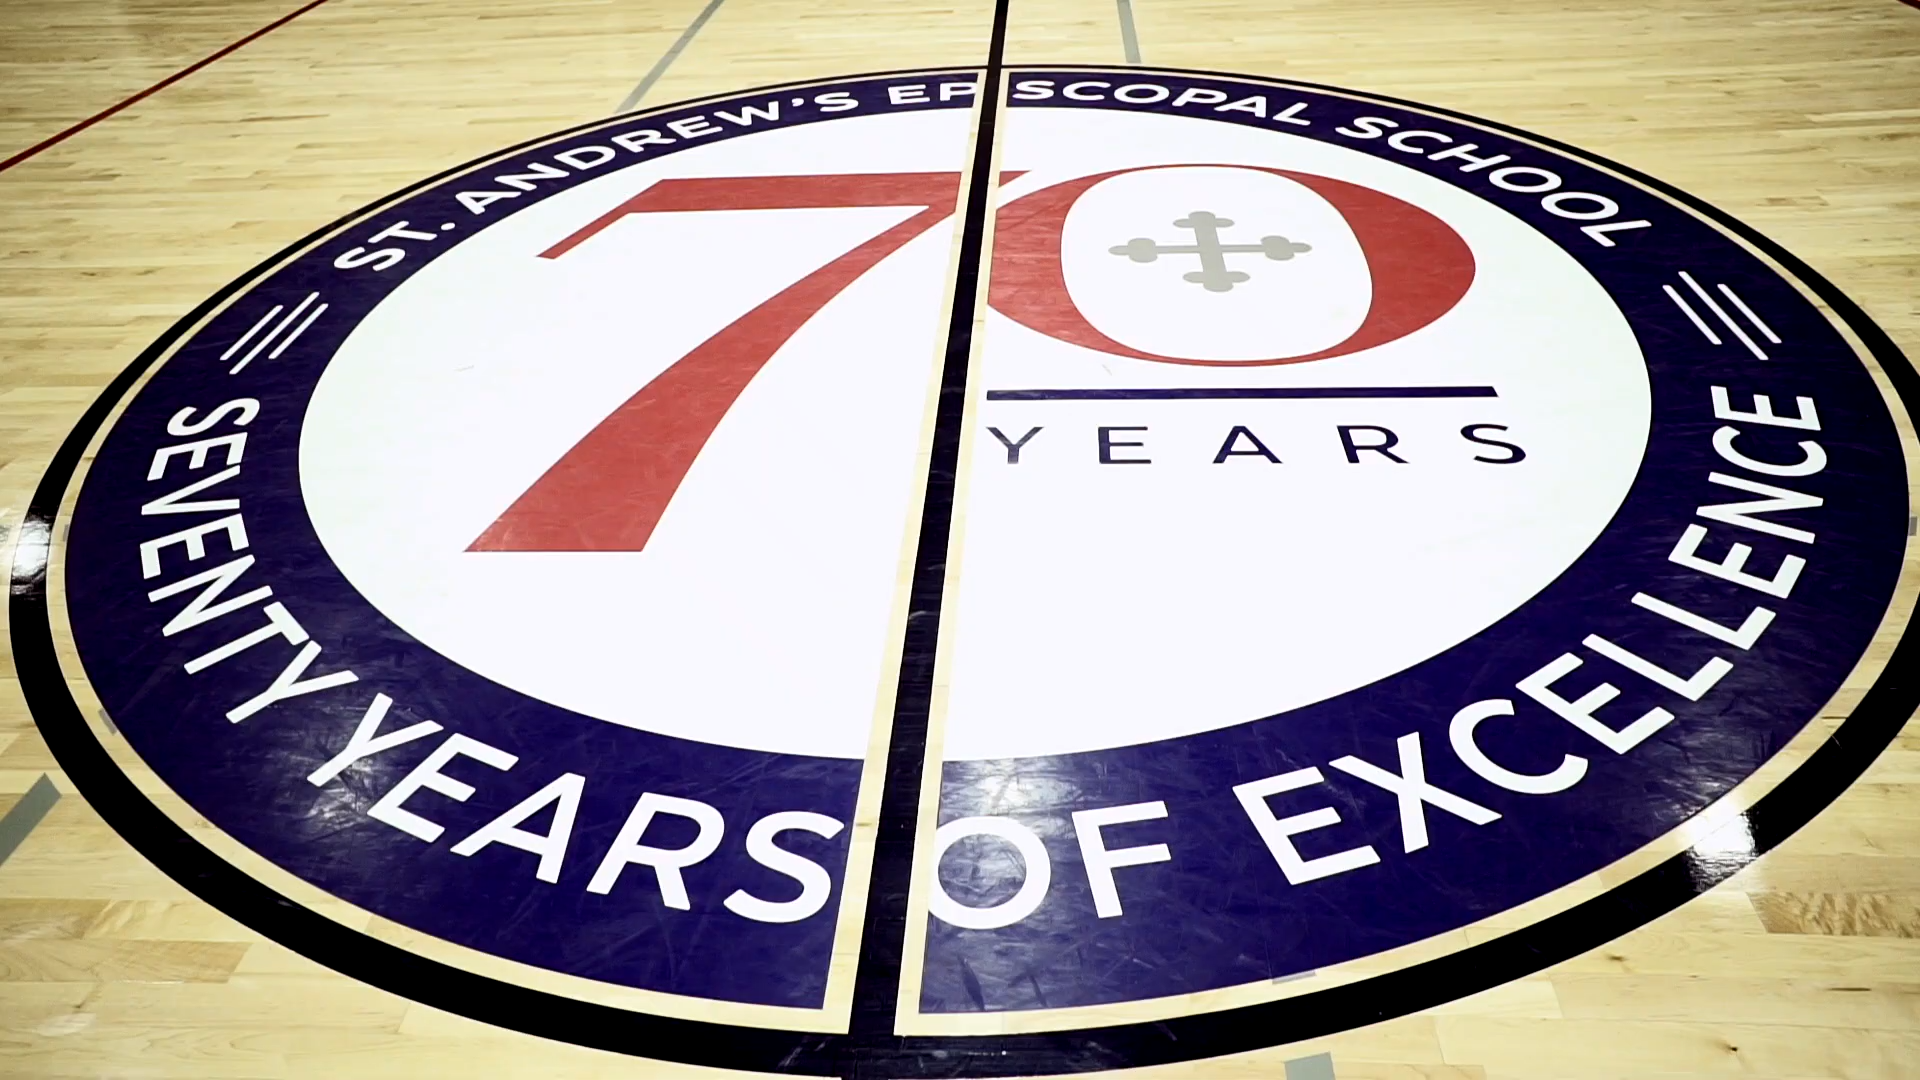 ST. ANDREW'S EPISCOPAL SCHOOL
70
YEARS
SEVENTY YEARS OF EXCELLENCE